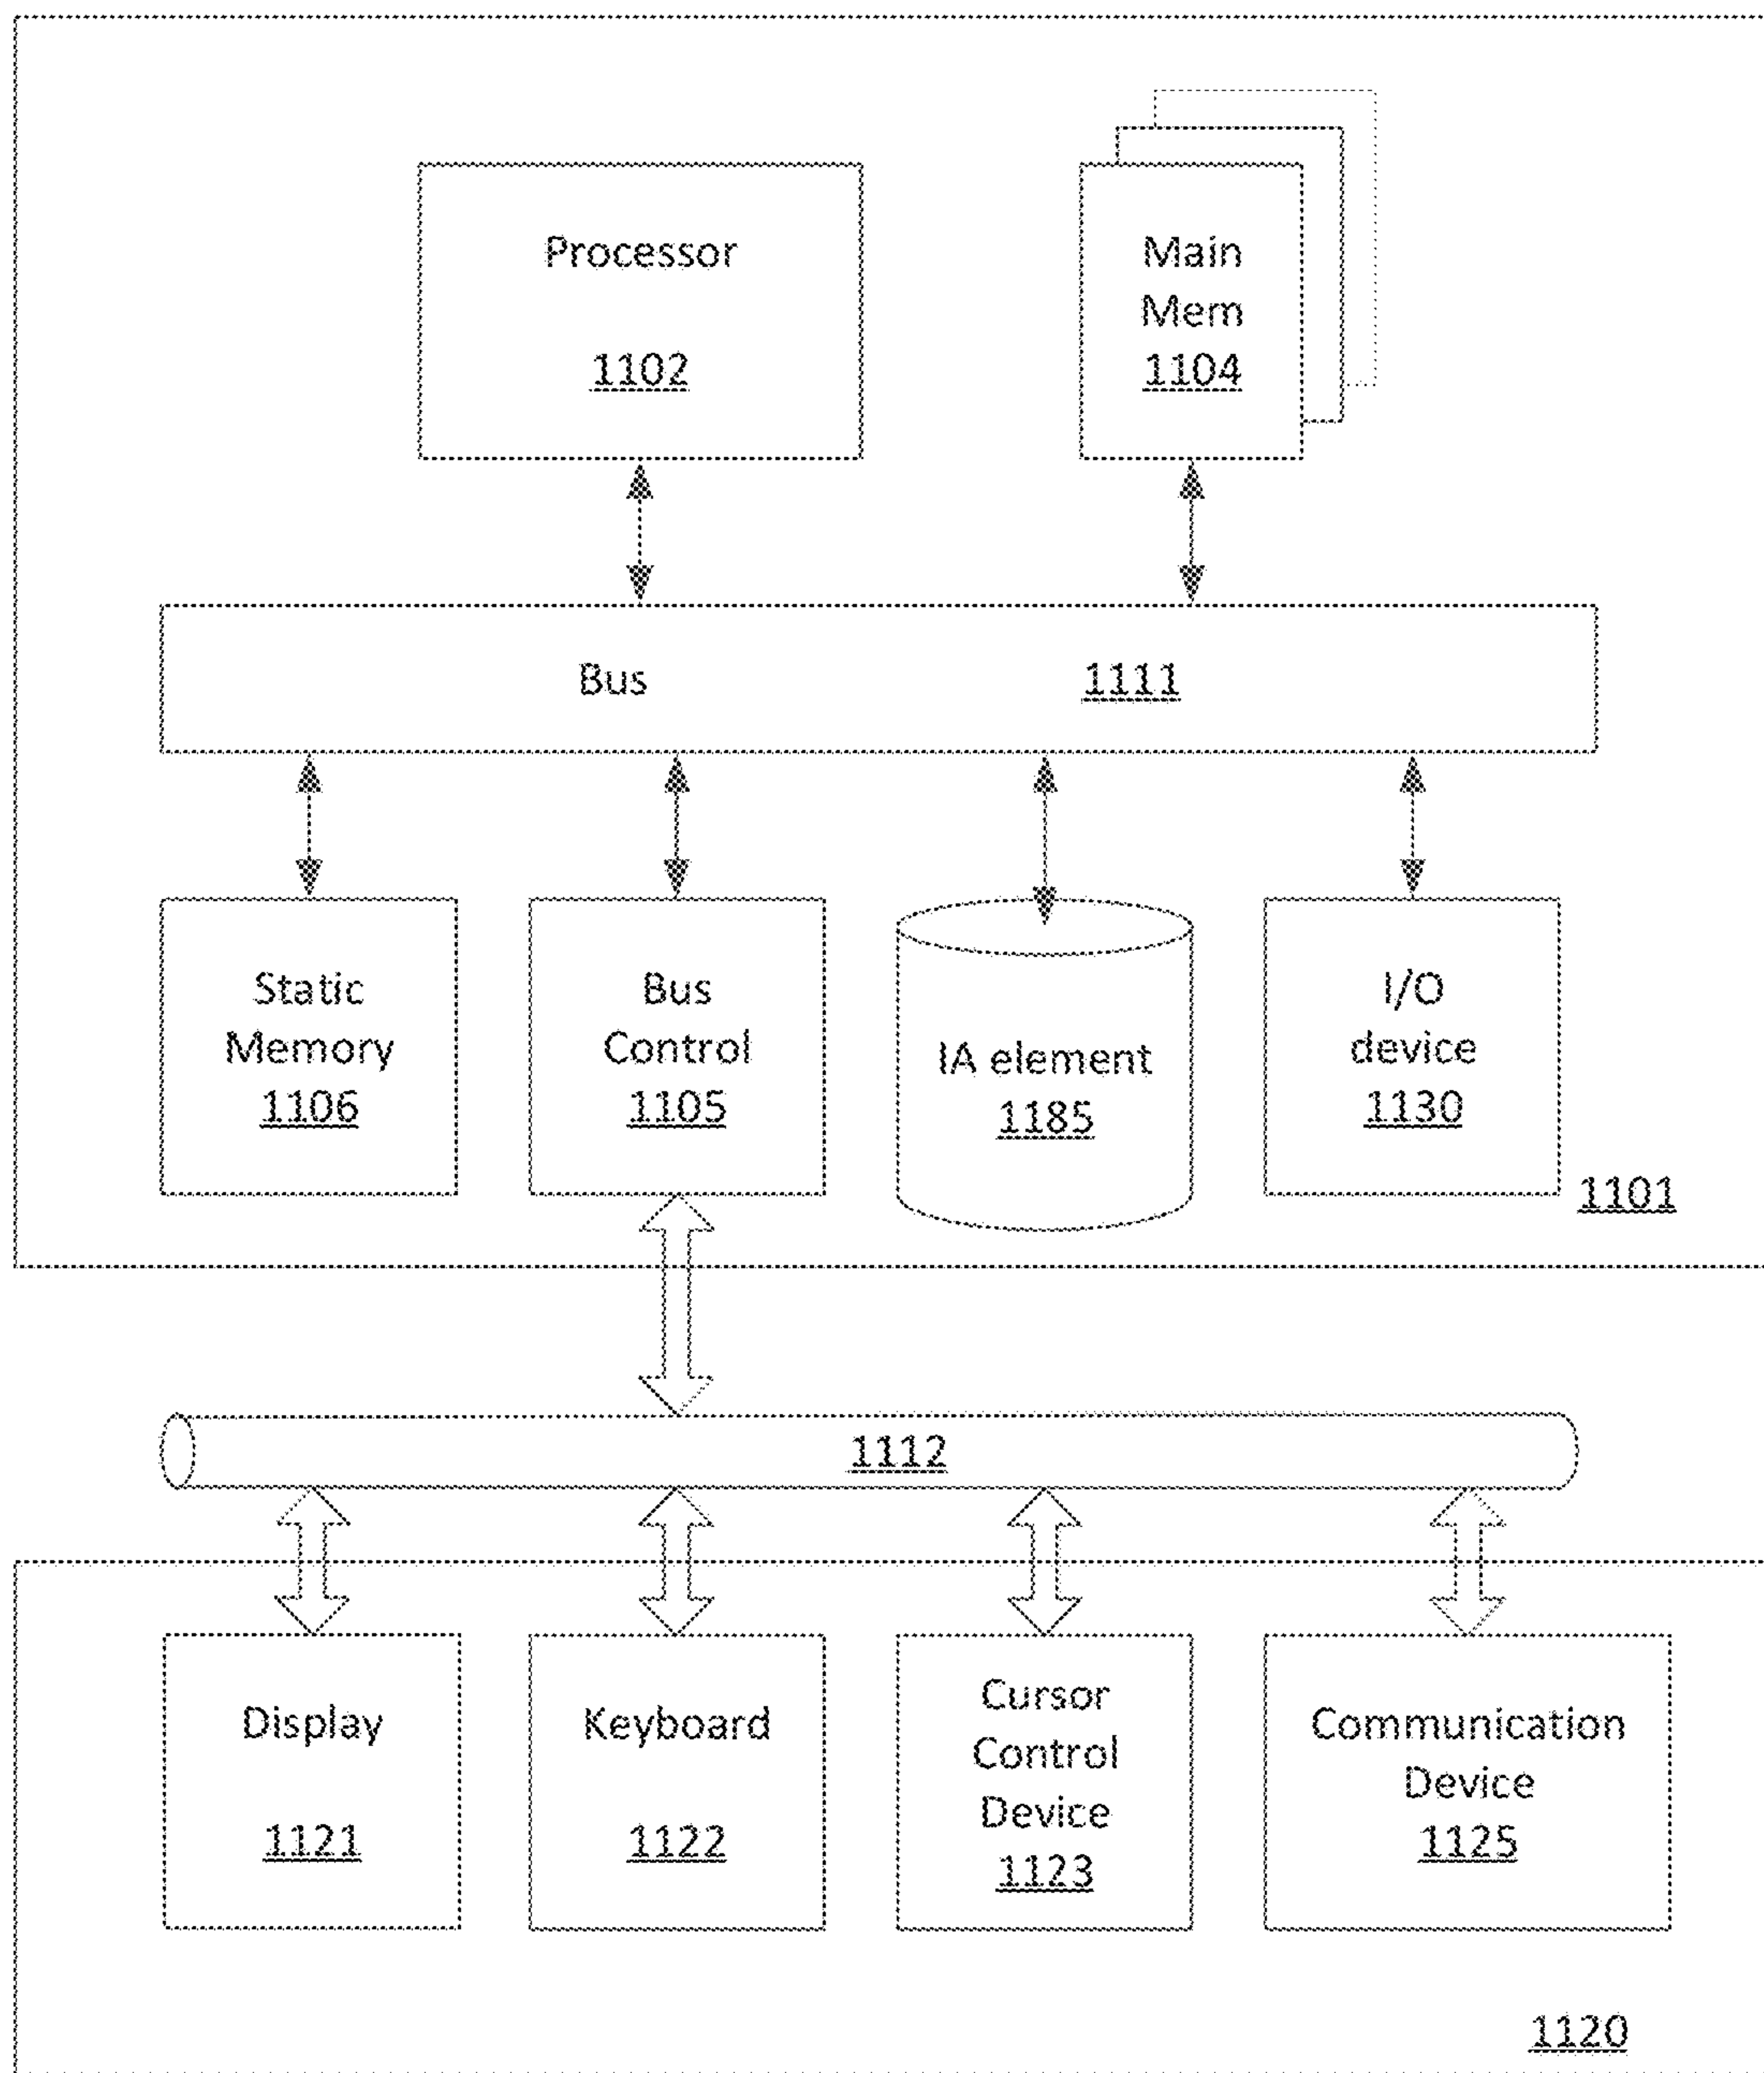 Processor
1102
Main
Mem
1104
Bus 1111
Static
Memory
1106
Bus
Control
1105
IA element
1185
I/O
device
1130
1101
1112
Display
1121
Keyboard
1122
Cursor
Control
Device
1123
Communication
Device
1125
1120